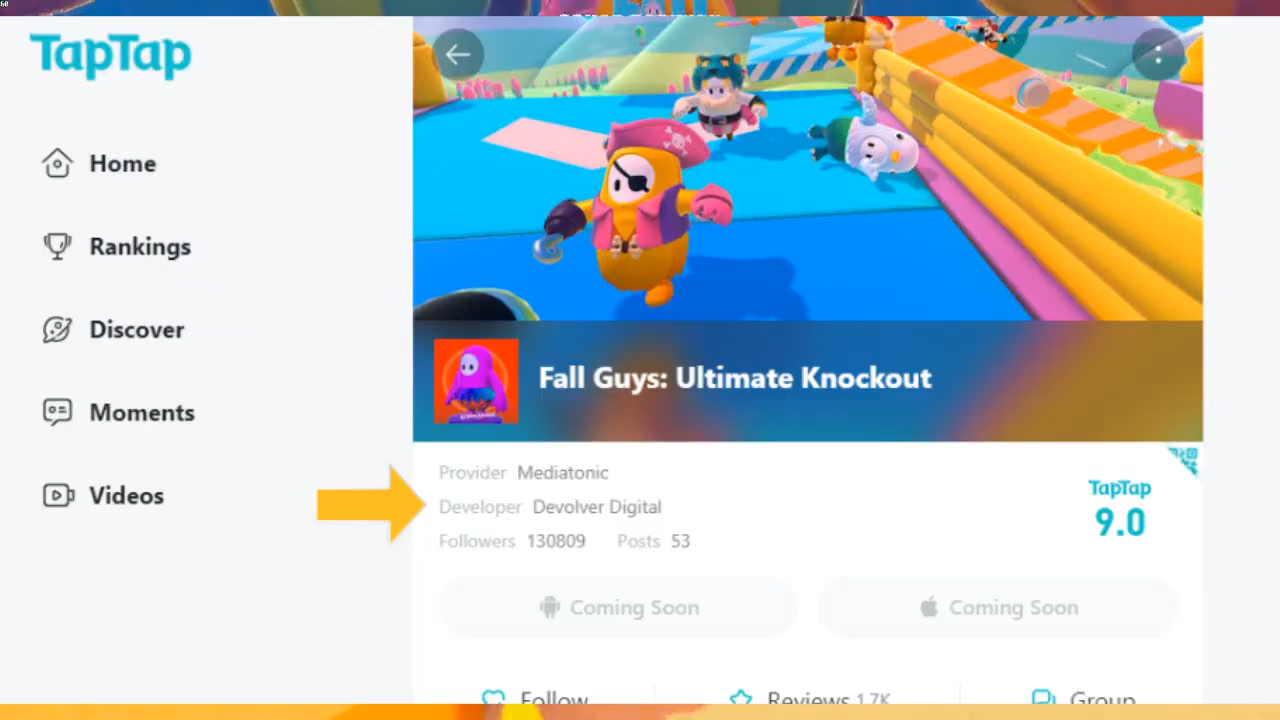 68
TapTap
Home
Rankings
Discover
Moments
Videos
Fall Guys: Ultimate Knockout
Provider Mediatonic
Developer Devolver Digital
Followers 130809 Posts 53
TapTap
9.0
Coming Soon
Coming Soon
Follow
Reviews 1.7K
Group